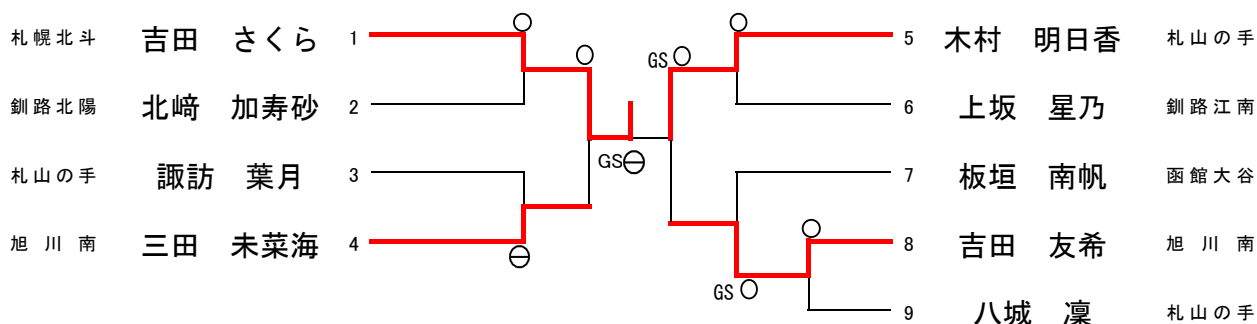 札幌北斗 吉田 さくら 1
釧路北陽 北﨑 加寿砂 2
札山の手 諏訪 葉月 3
旭川南 三田 未菜海 4
GS
GS
GS
5 木村 明日香 札山の手
6 上坂 星乃 釧路江南
7 板垣 南帆 函館大谷
8 吉田 友希 旭川南
9 八城 凜 札山の手